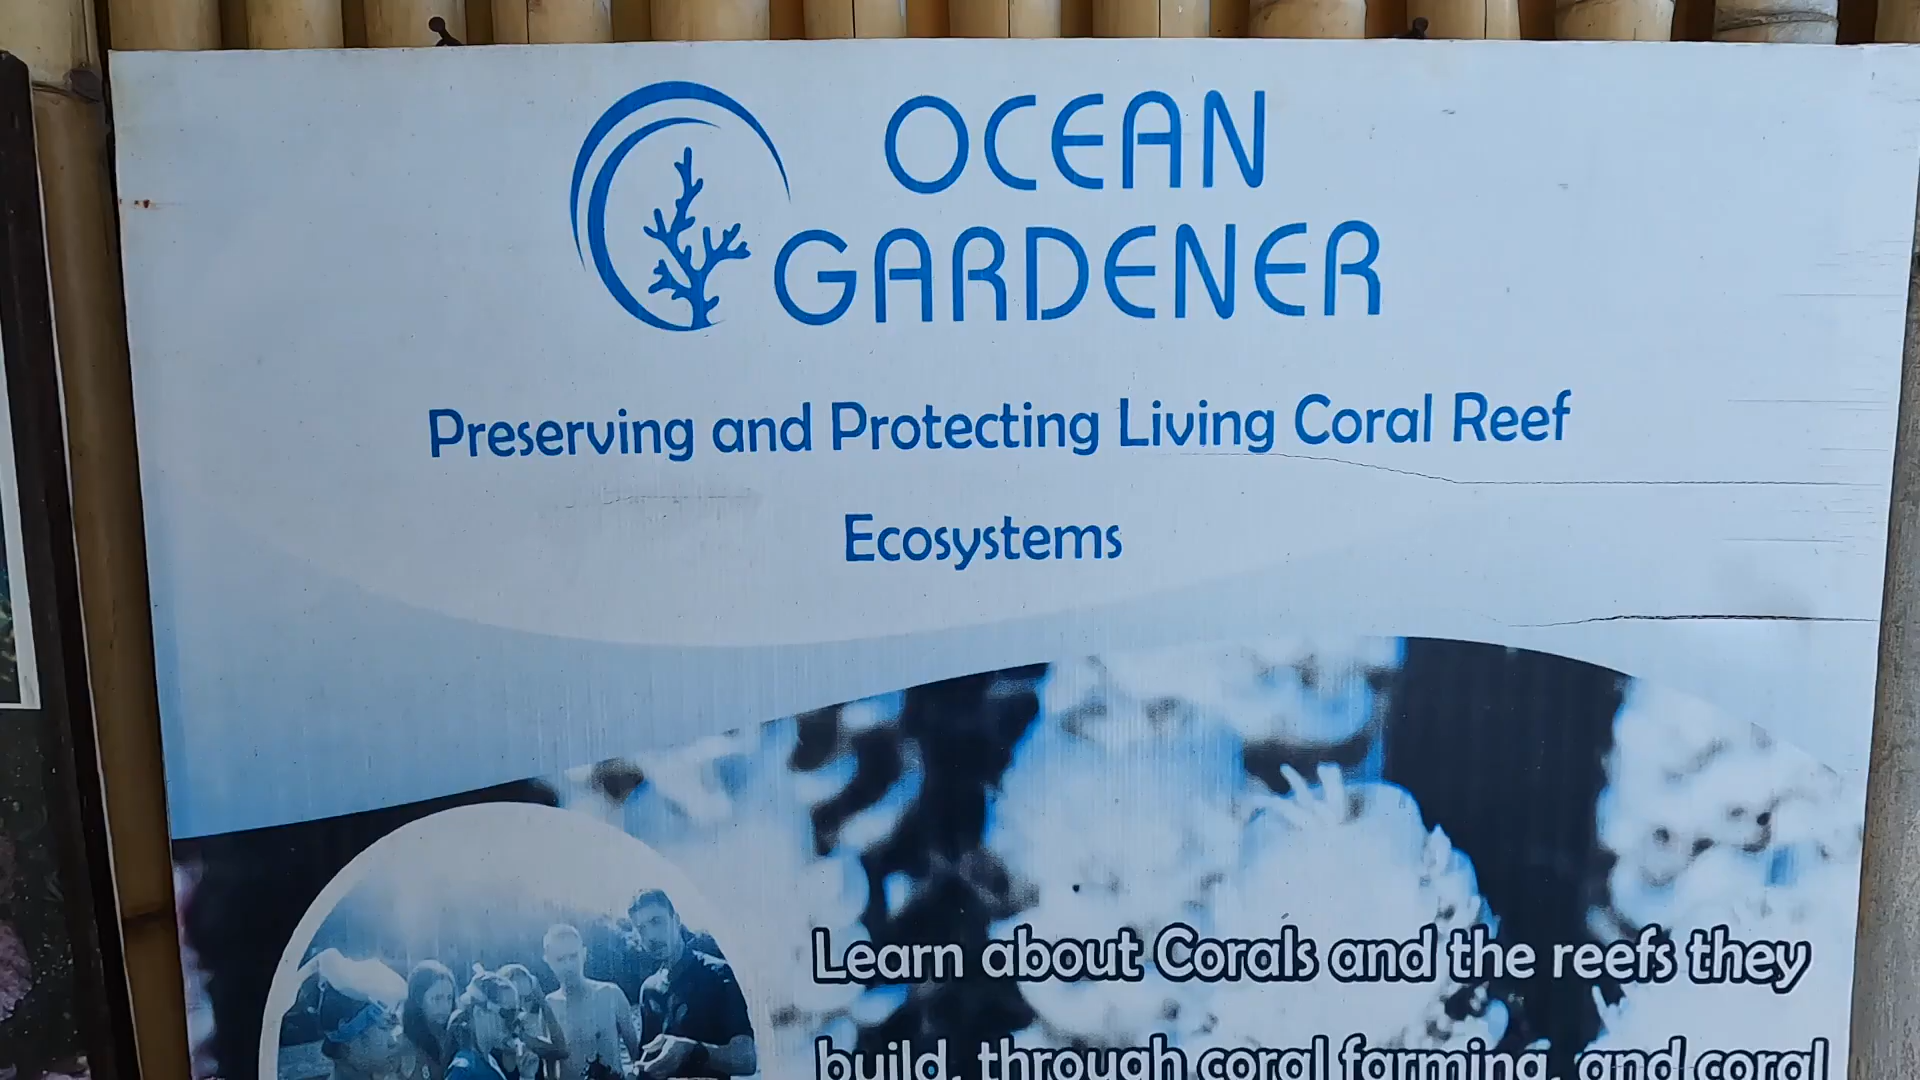 OCEAN
GARDENER
Preserving and Protecting Living Coral Reef
Ecosystems
Learn about Corals and the reefs they
build, through coral farming, and coral